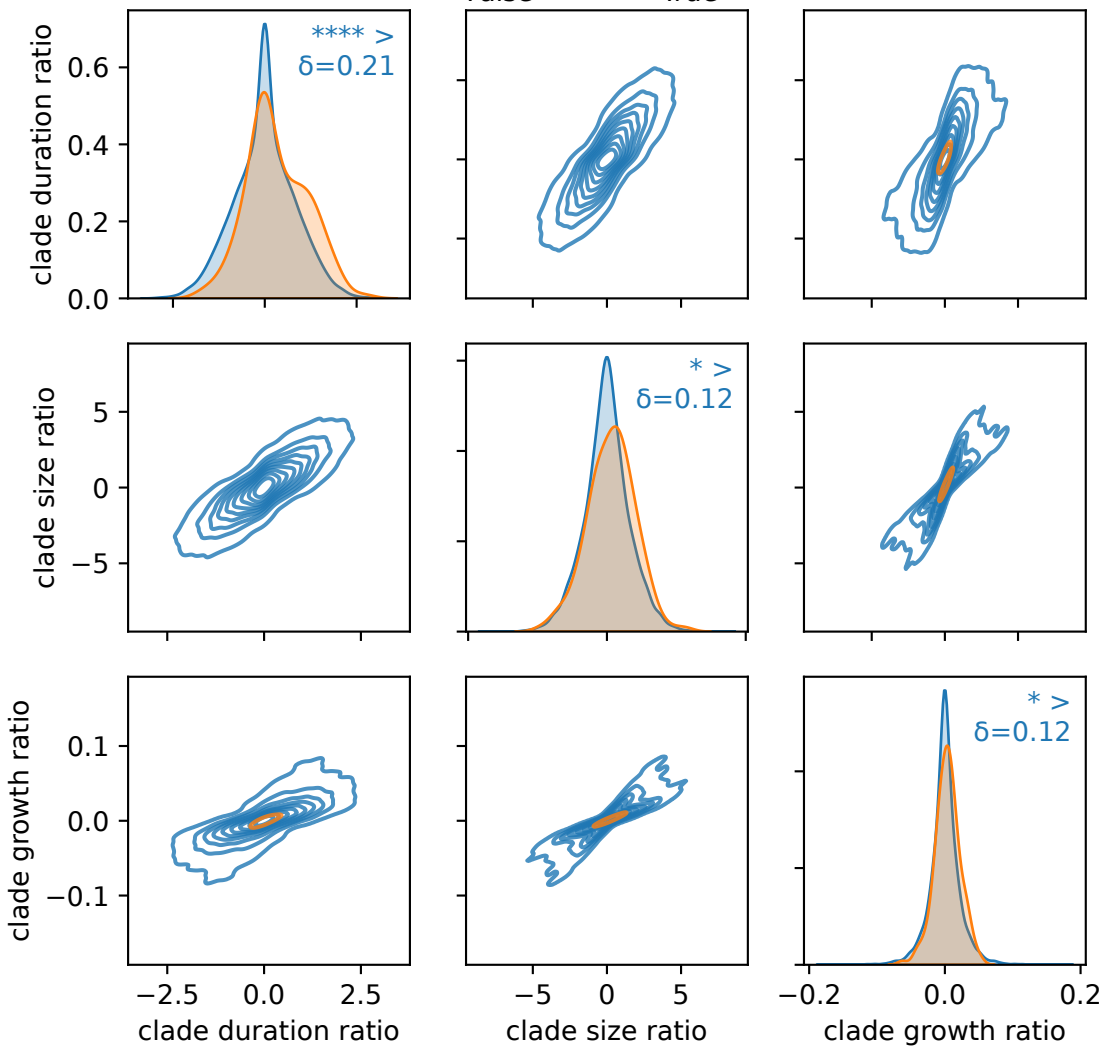 clade duration ratio
0.6
0.4
0.2
0.0
**** >
δ=0.21
clade size ratio
5
0
−5
* >
δ=0.12
clade growth ratio
0.1
0.0
−0.1
* >
δ=0.12
−2.5 0.0 2.5
−5 0 5
−0.2 0.0 0.2
clade duration ratio
clade size ratio
clade growth ratio